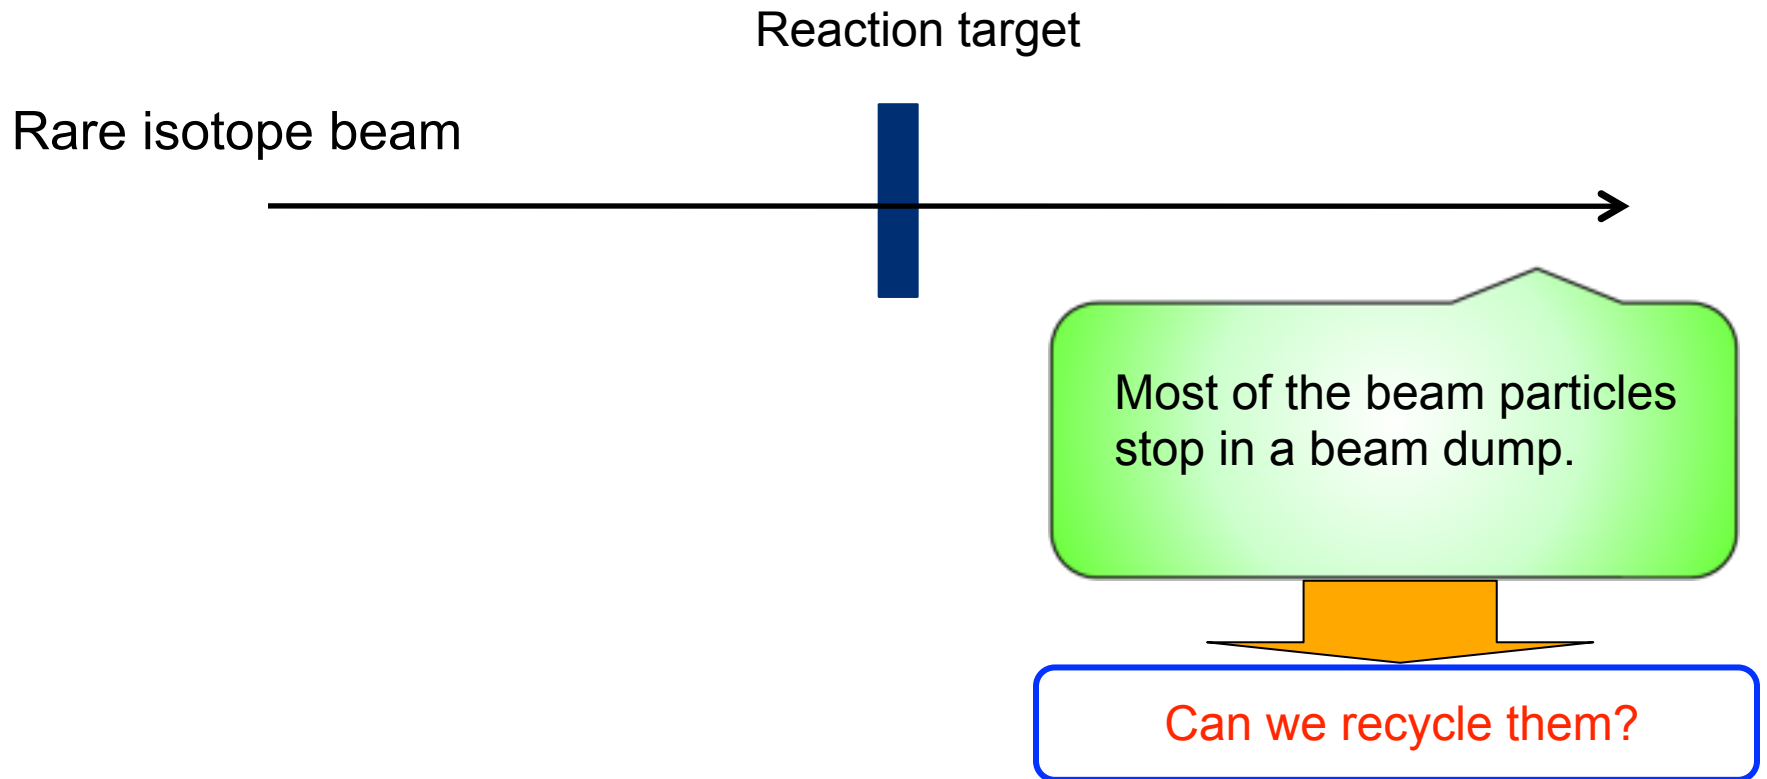 Reaction target
Rare isotope beam
Most of the beam particles
stop in a beam dump.
Can we recycle them?